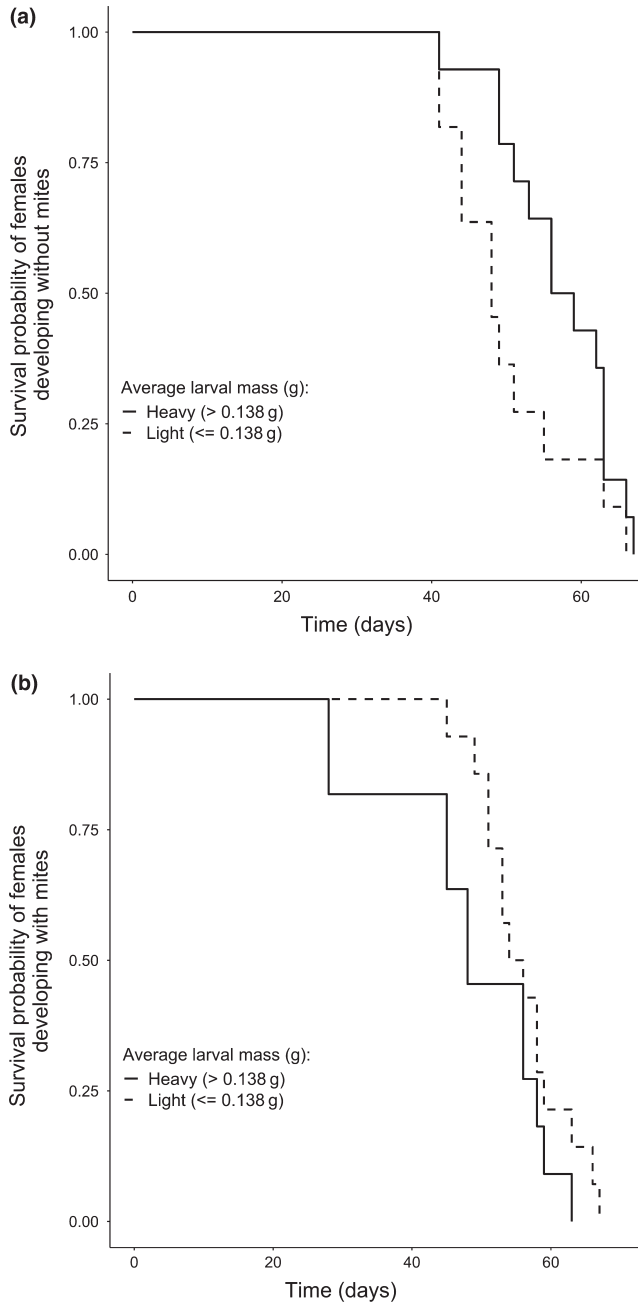 (a)
1.00
0.75
0.50
0.25
0.00
Survival probability of females
developing without mites
Average larval mass (g):
Heavy (> 0.138 g)
Light (<= 0.138 g)
0 20 40 60
Time (days)
(b)
1.00
0.75
0.50
0.25
0.00
Survival probability of females
developing with mites
Average larval mass (g):
Heavy (> 0.138 g)
Light (<= 0.138 g)
0 20 40 60
Time (days)